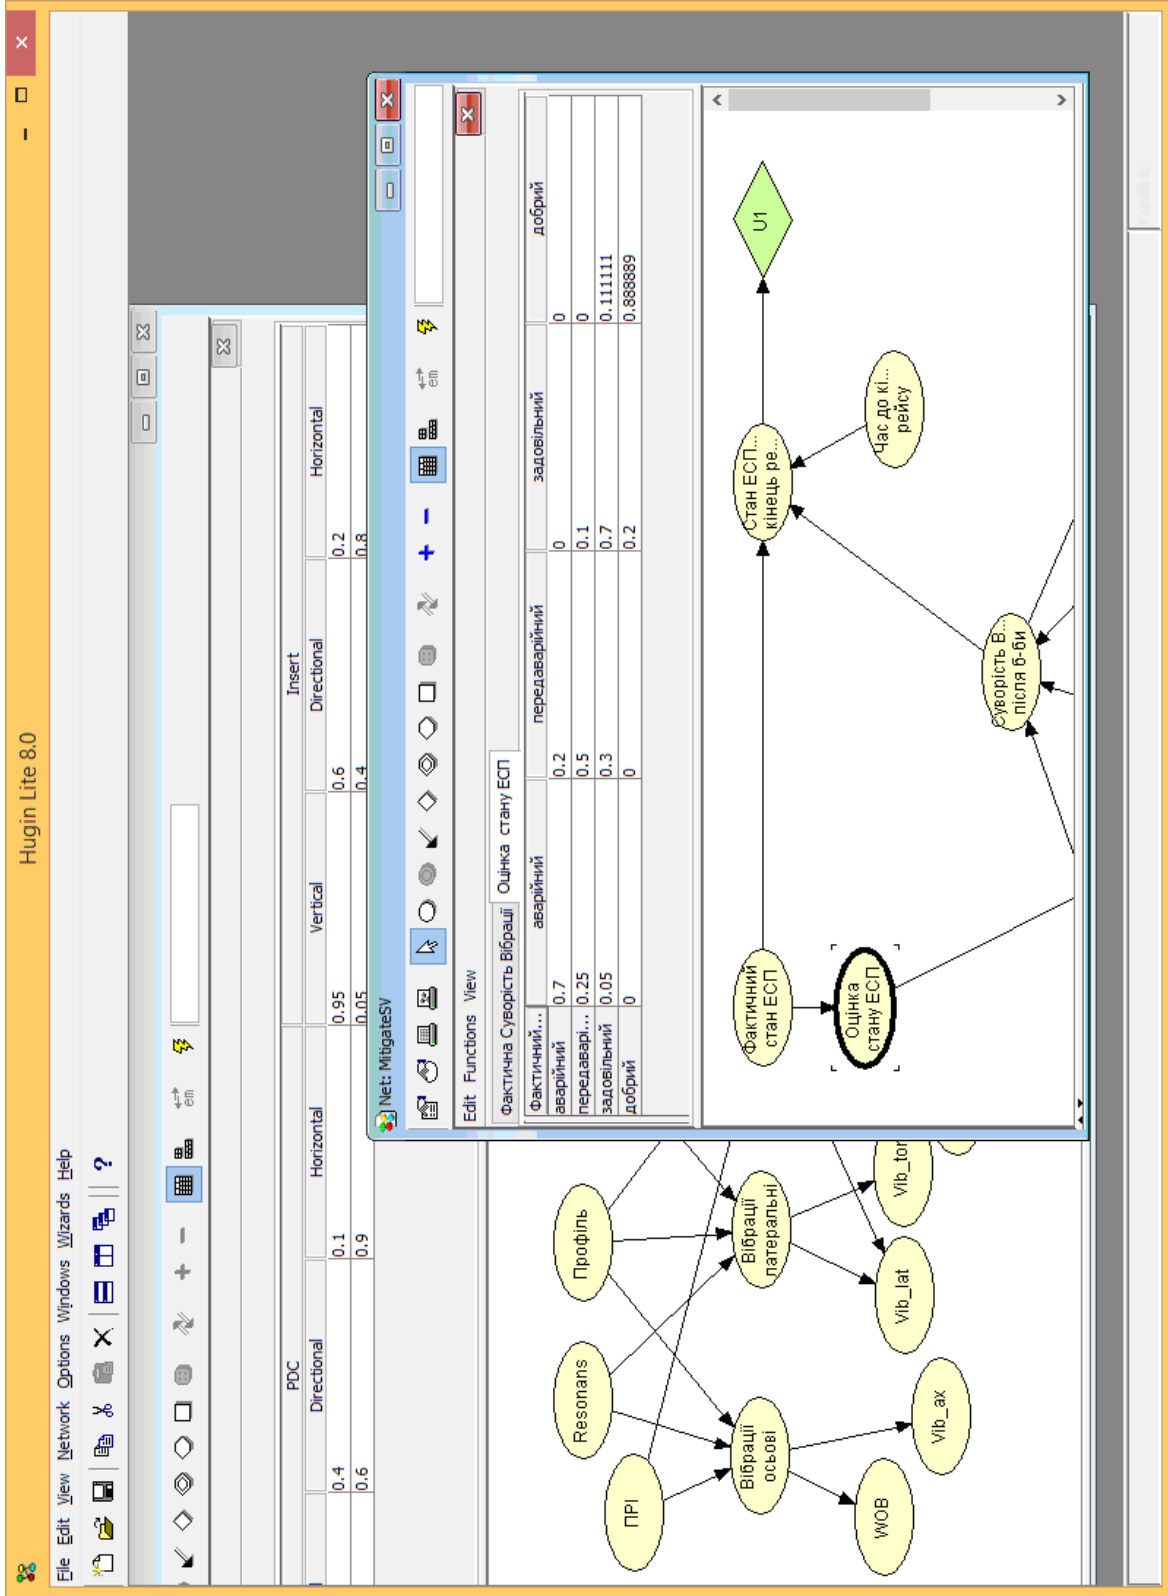 Hugin Lite 8.0
File Edit View Network Options Windows Wizards Help
em
PDC
Insert
Directional
Horizontal
Vertical
Directional
Horizontal
0.4
0.1
0.95
0.6
0.2
0.6
0.9
0.05
0.4
0.8
Net: MitigateSV
em
Edit Functions View
Фактична Суворість Вібрації
Оцінка стану ЕСП
Фактичний...
аварійний
передаварійний
задовільний
добрий
аварійний
0.7
0.2
0
0
передаварі...
0.25
0.5
0.1
0
задовільний
0.05
0.3
0.7
0.111111
добрий
0
0
0.2
0.888889
Фактичний
стан ЕСП
Оцінка
стану ЕСП
Стан ЕСП...
кінець ре...
U1
Час до кі...
рейсу
Суворість В...
після б-би
Профіль
Resonans
ПРІ
Вібрації
латеральні
Вібрації
осьові
Vib_tor
Vib_lat
Vib_ax
WOB